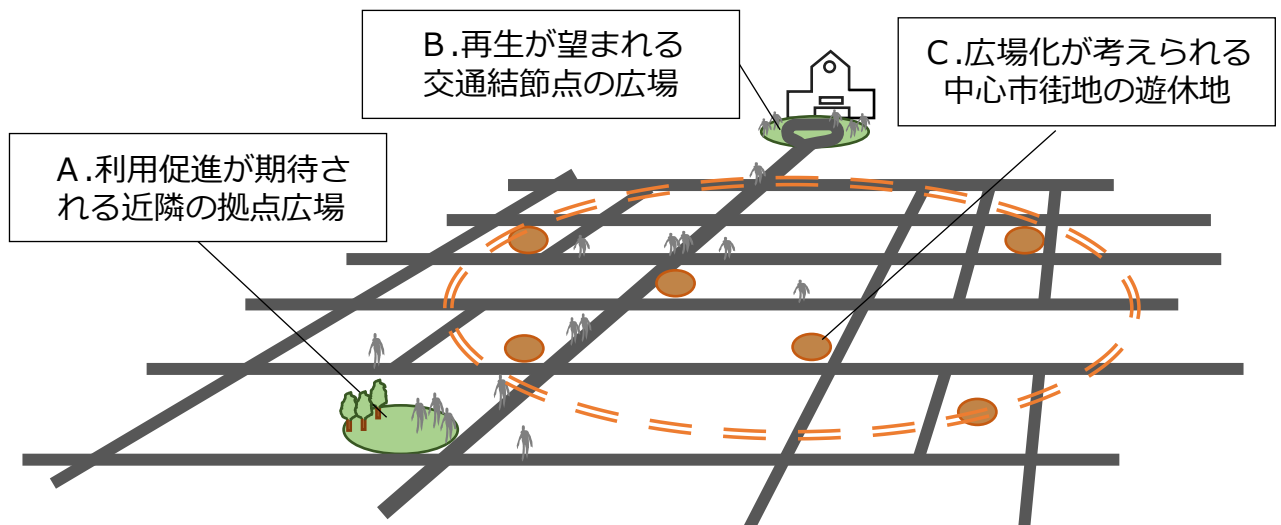 B.再生が望まれる
交通結節点の広場
C.広場化が考えられる
中心市街地の遊休地
A.利用促進が期待さ
れる近隣の拠点広場